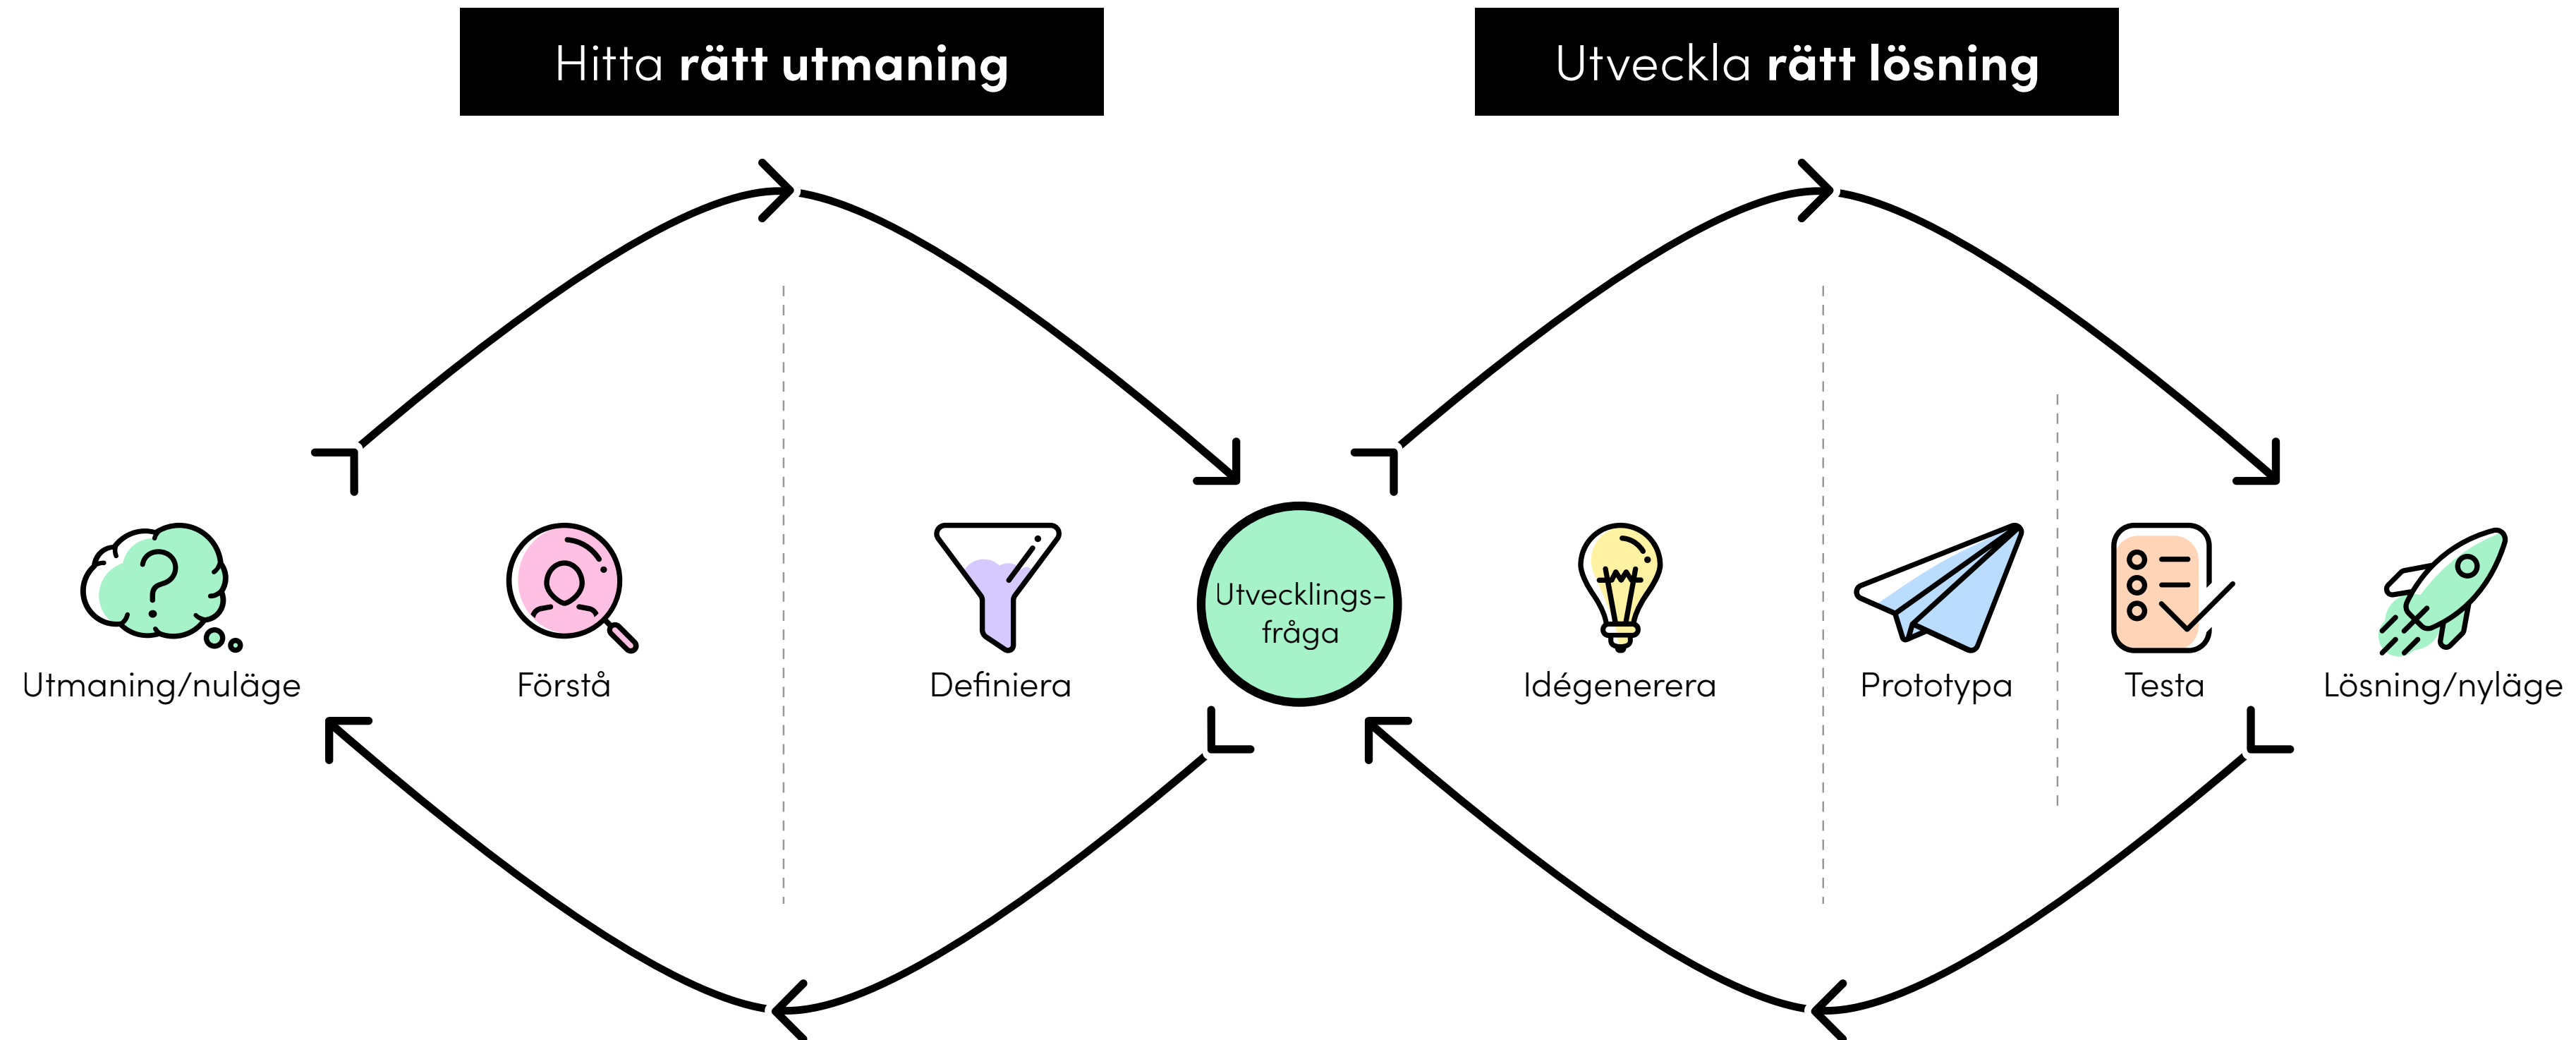 Hitta rätt utmaning
Utveckla rätt lösning
Utmaning/nuläge
Förstå
Definiera
Utvecklings-
fråga
Idégenerera
Prototypa
Testa
Lösning/nyläge